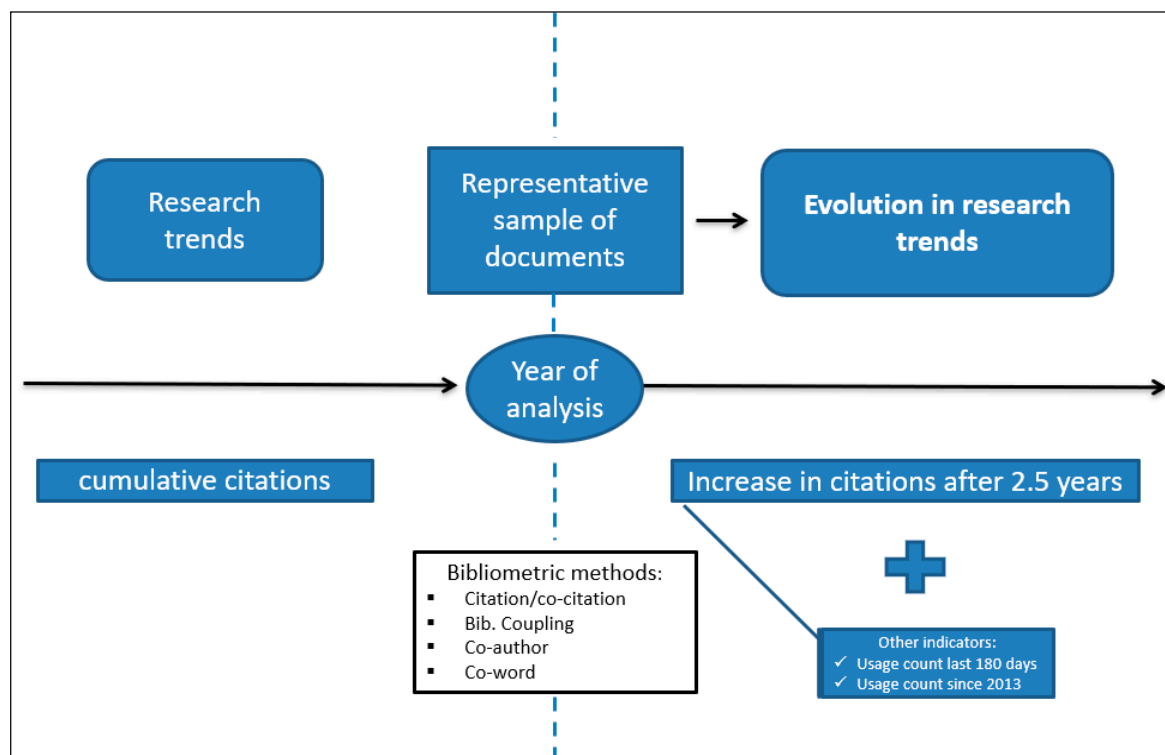 Research
trends
Representative
sample of
documents
Evolution in research
trends
Year of
analysis
cumulative citations
Increase in citations after 2.5 years
Bibliometric methods:
▪ Citation/co-citation
▪ Bib. Coupling
▪ Co-author
▪ Co-word
Other indicators:
✓ Usage count last 180 days
✓ Usage count since 2013